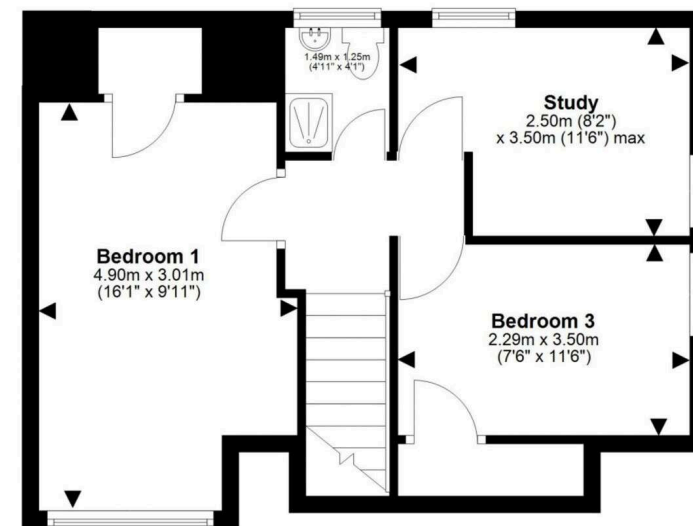 1.49m x 1.25m
(4'11" x 4'1")
Study
2.50m (8'2")
x 3.50m (11'6") max
Bedroom 1
4.90m x 3.01m
(16'1" x 9'11")
Bedroom 3
2.29m x 3.50m
(7'6" x 11'6")